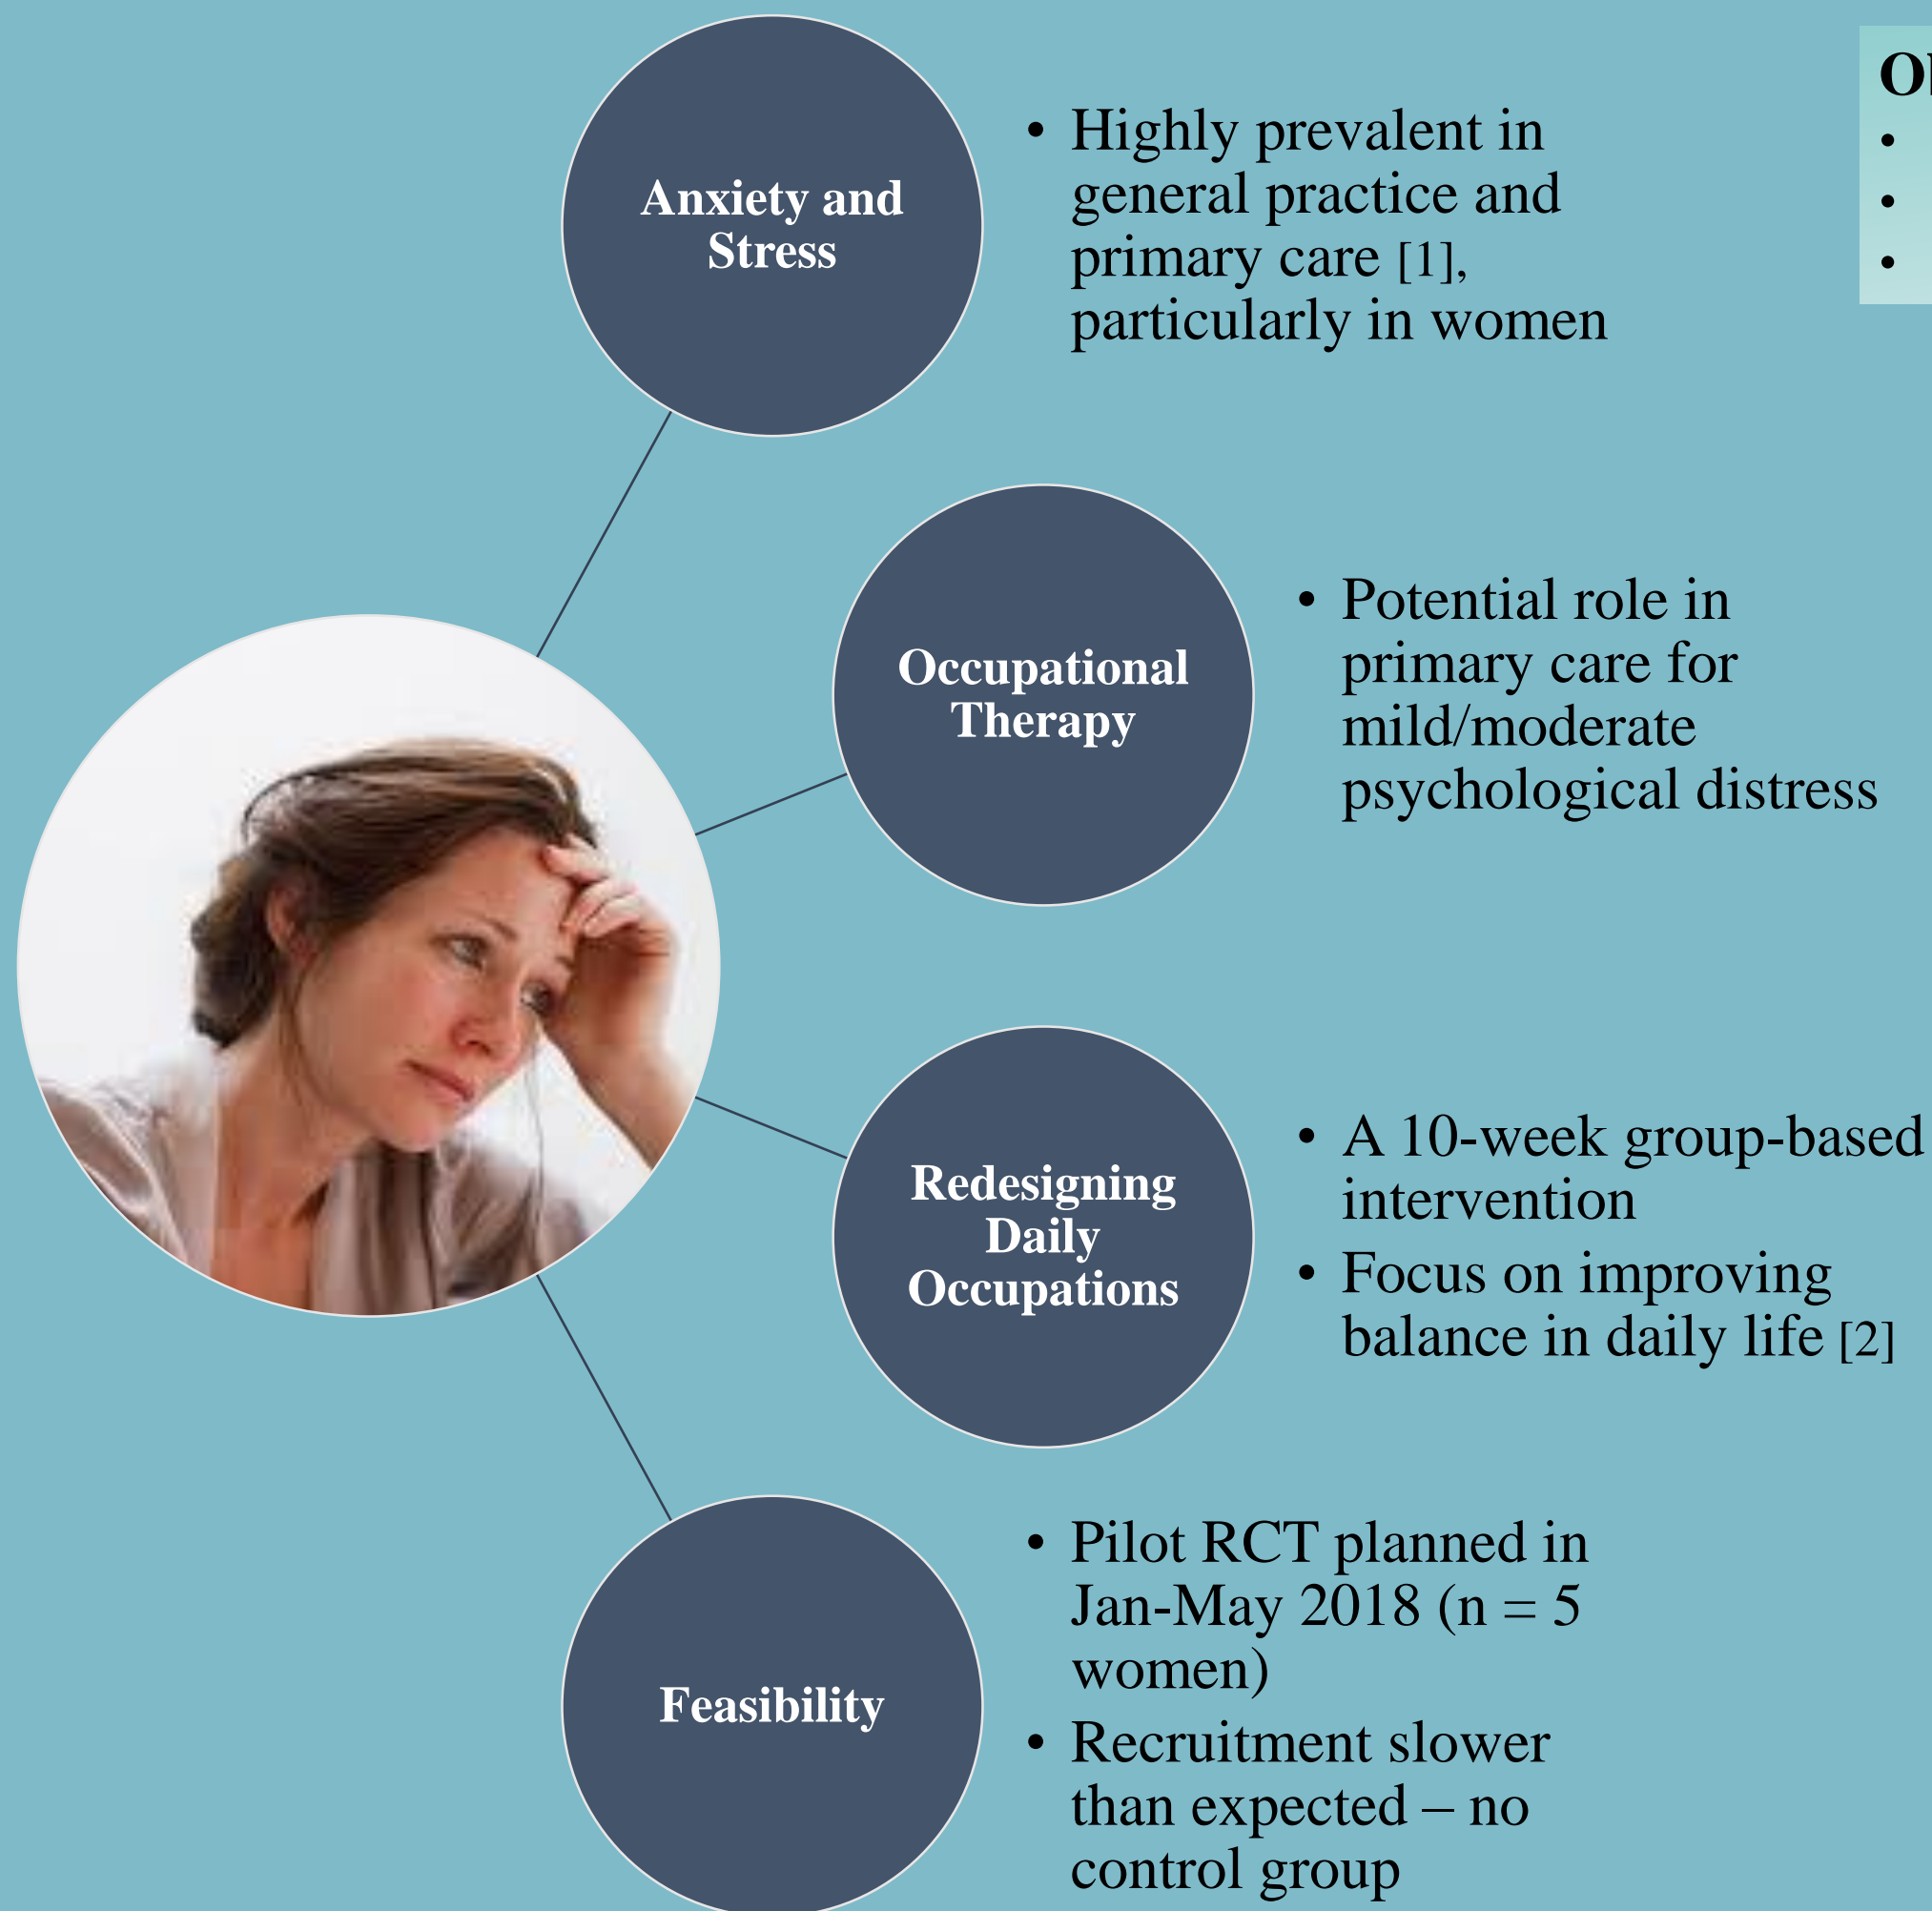 Anxiety and
Stress
• Highly prevalent in
general practice and
primary care [1],
particularly in women
Occupational
Therapy
• Potential role in
primary care for
mild/moderate
psychological distress
Redesigning
Daily
Occupations
• A 10-week group-based
intervention
• Focus on improving
balance in daily life [2]
Feasibility
• Pilot RCT planned in
Jan-May 2018 (n = 5
women)
• Recruitment slower
than expected – no
control group